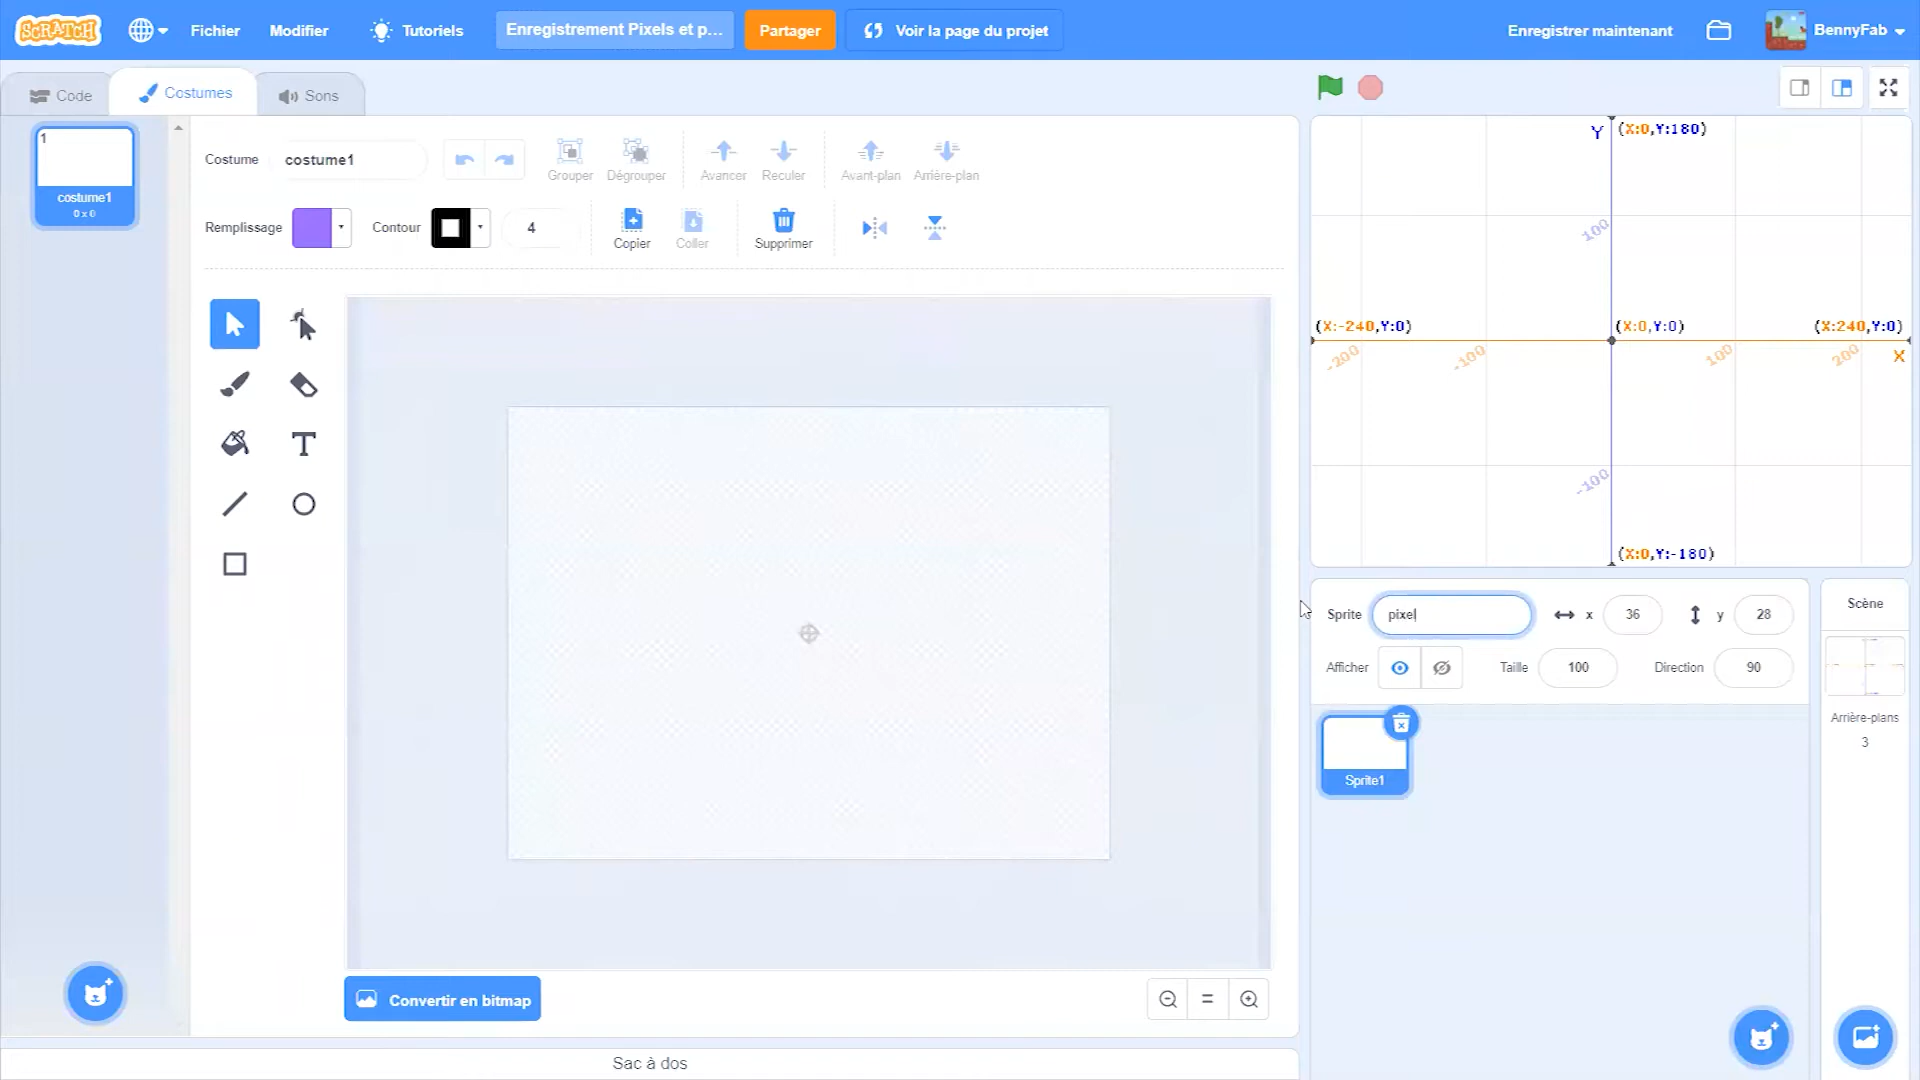 SCRATCH
Fichier
Modifier
Tutoriels
Enregistrement Pixels et p...
Partager
Voir la page du projet
Enregistrer maintenant
BennyFab
Code
Costumes
Sons
1
costume1
0 x 0
Costume
costume1
Grouper
Dégrouper
Avancer
Reculer
Avant-plan
Arrière-plan
Remplissage
Contour
4
Copier
Coller
Supprimer
T
Convertir en bitmap
=
Sac à dos
Y
(X:0,Y:180)
100
(X:-240,Y:0)
(X:0,Y:0)
(X:240,Y:0)
-200
-100
100
200
X
-100
(X:0,Y:-180)
Sprite
pixel
x
36
y
28
Afficher
Taille
100
Direction
90
Sprite1
Scène
Arrière-plans
3